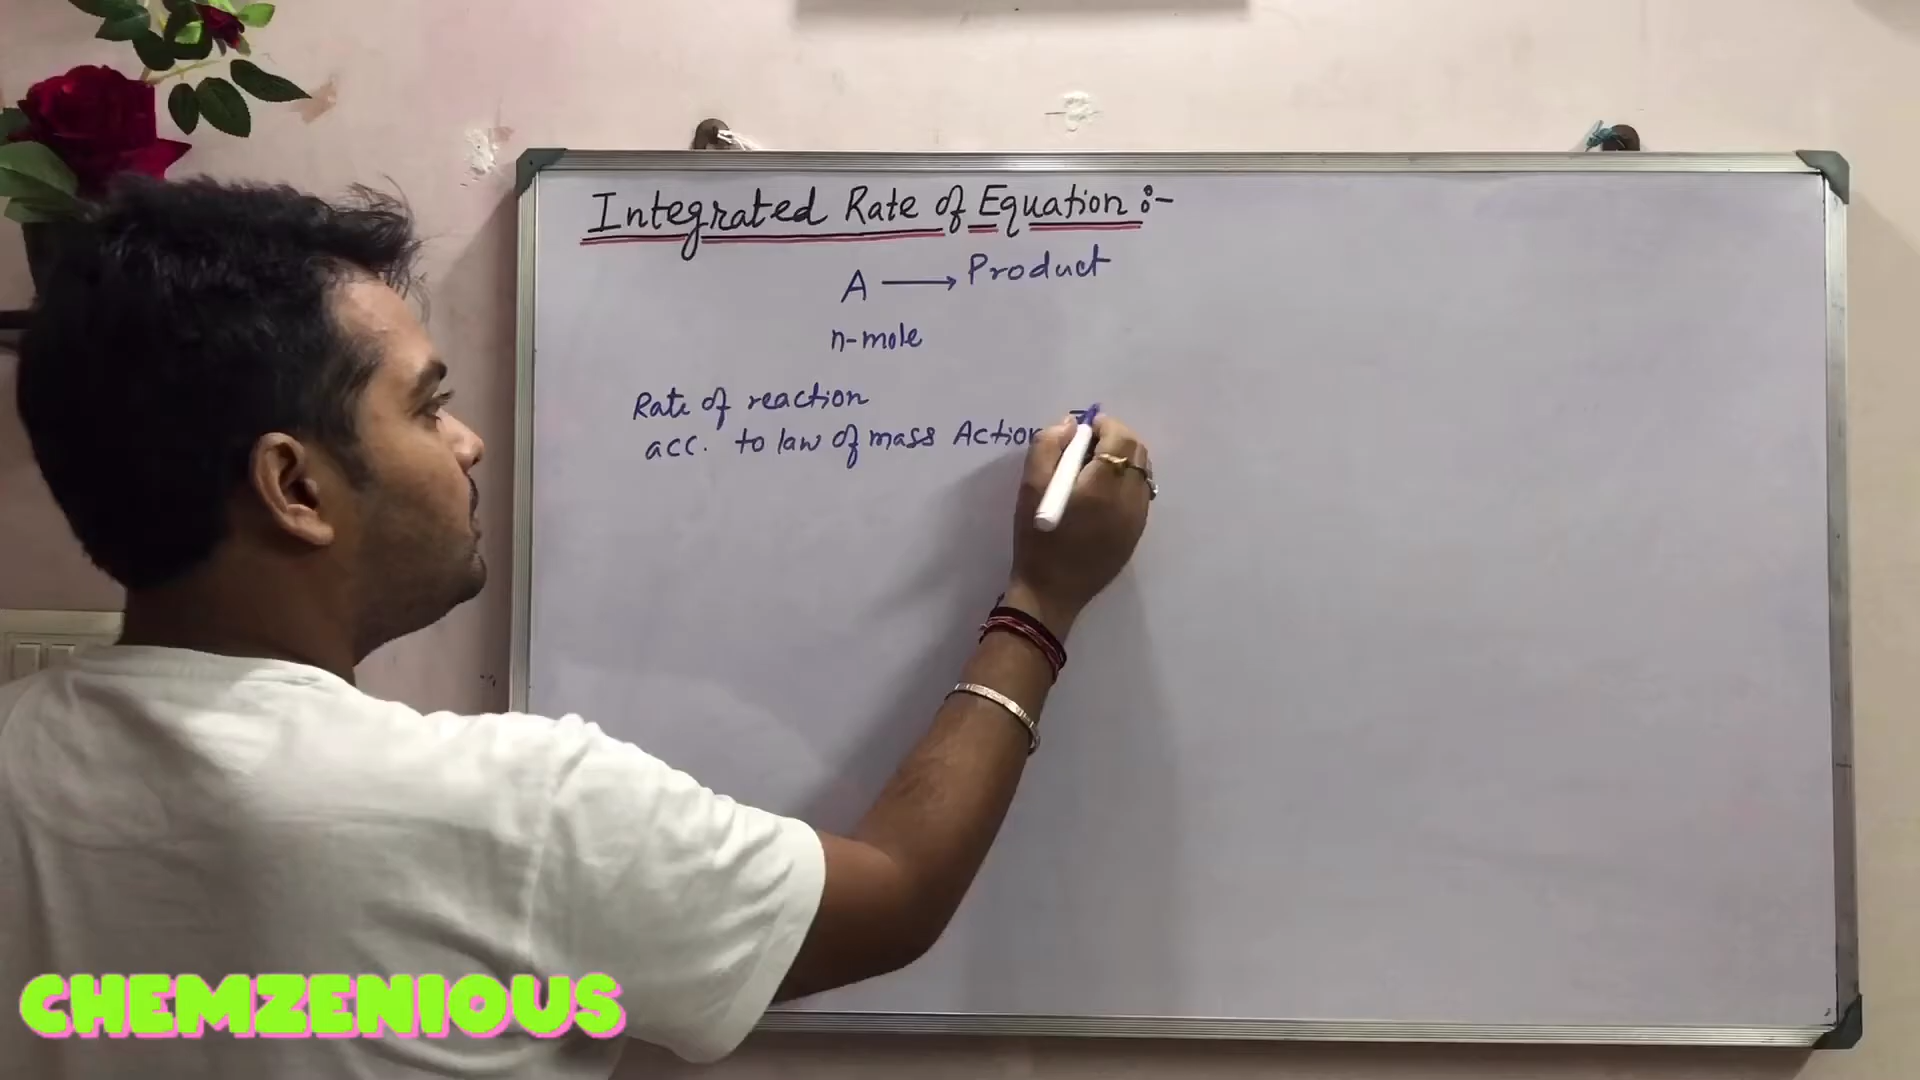 Integrated Rate of Equation :-
A ⟶ Product
n-mole
Rate of reaction
acc. to law of mass Action =
CHEMZENIOUS